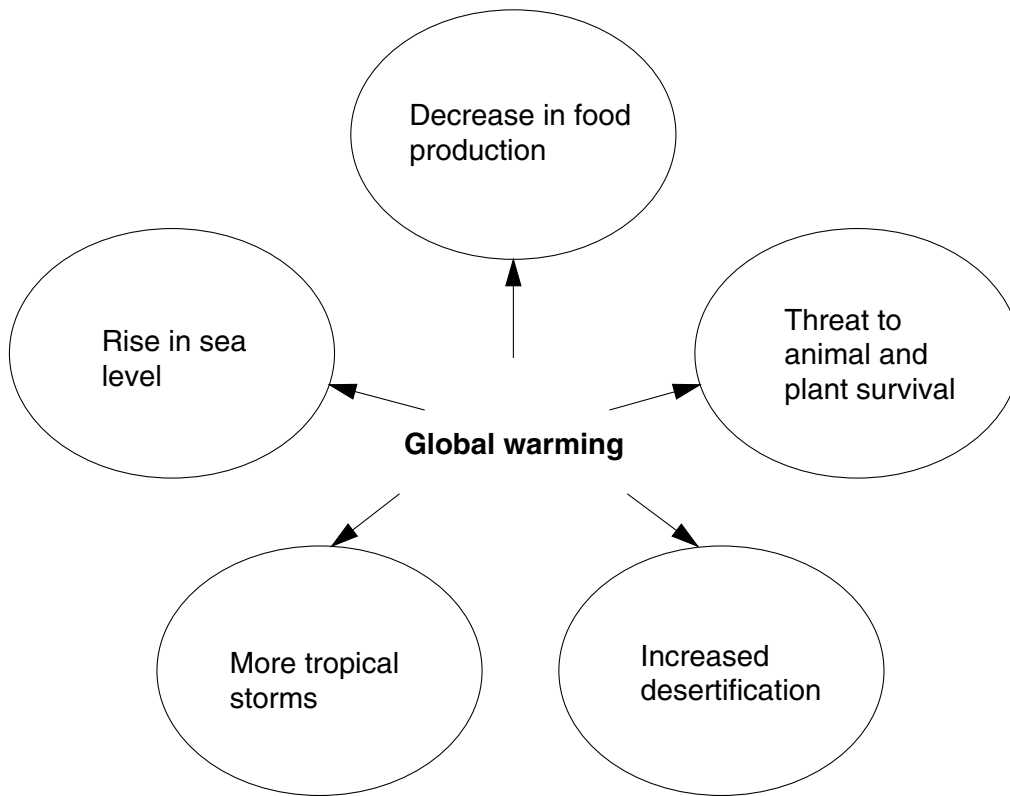 Decrease in food
production
Rise in sea
level
Threat to
animal and
plant survival
Global warming
More tropical
storms
Increased
desertification